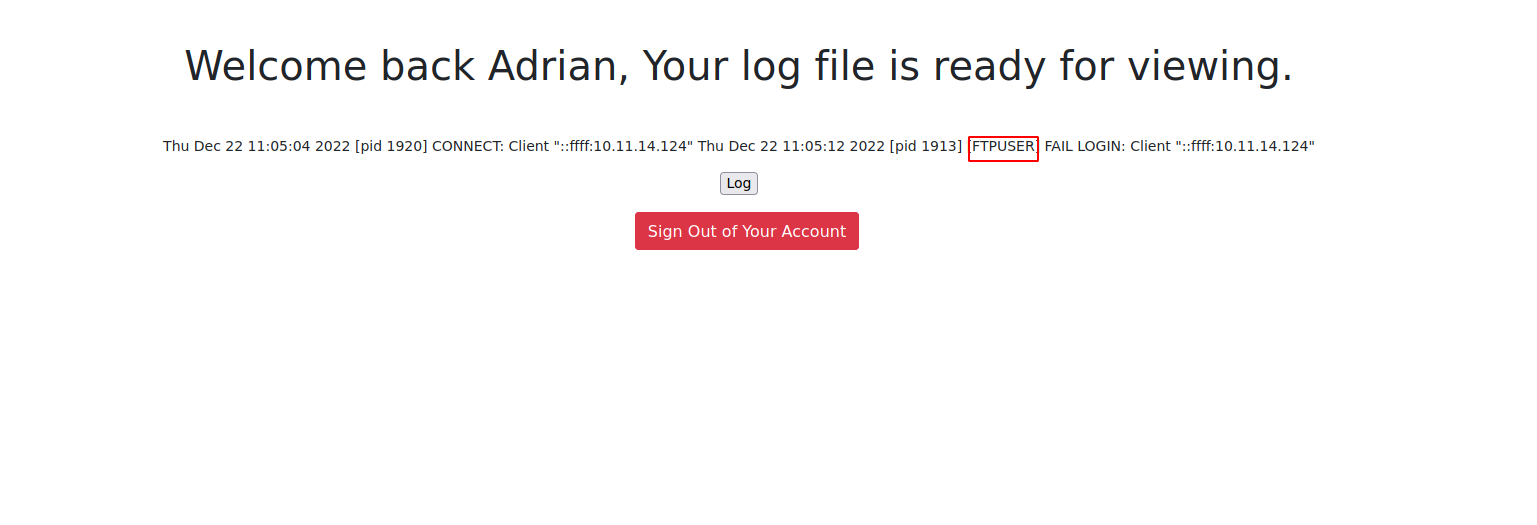 Welcome back Adrian, Your log file is ready for viewing.
Thu Dec 22 11:05:04 2022 [pid 1920] CONNECT: Client "::ffff:10.11.14.124" Thu Dec 22 11:05:12 2022 [pid 1913] [FTPUSER] FAIL LOGIN: Client "::ffff:10.11.14.124"
Log
Sign Out of Your Account